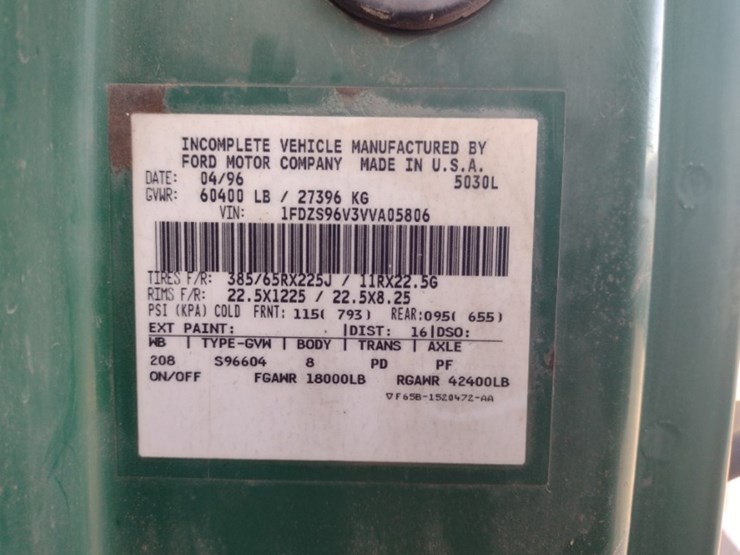 INCOMPLETE VEHICLE MANUFACTURED BY
FORD MOTOR COMPANY MADE IN U.S.A.
DATE: 04/96 5030L
GVWR: 60400 LB / 27396 KG
VIN: 1FDZS96V3VVA05806
TIRES F/R: 385/65RX225J / 11RX22.5G
RIMS F/R: 22.5X1225 / 22.5X8.25
PSI (KPA) COLD FRNT: 115( 793) REAR:095( 655)
EXT PAINT: |DIST: 16|DSO:
WB | TYPE-GVW | BODY | TRANS | AXLE
208 S96604 8 PD PF
ON/OFF FGAWR 18000LB RGAWR 42400LB
▽F65B-1520472-AA